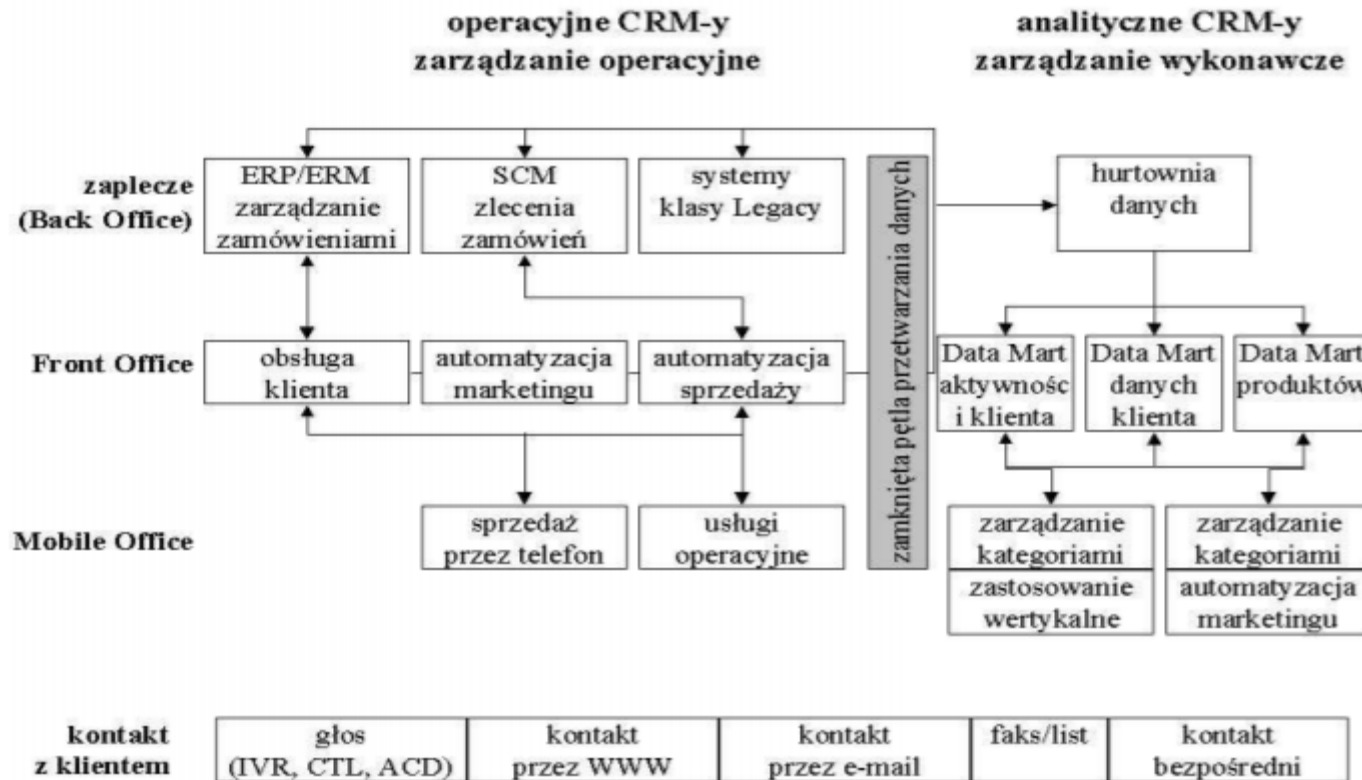 operacyjne CRM-y
zarządzanie operacyjne
analityczne CRM-y
zarządzanie wykonawcze
zaplecze
(Back Office)
ERP/ERM
zarządzanie
zamówieniami
SCM
zlecenia
zamówień
systemy
klasy Legacy
zamknięta pętla przetwarzania danych
hurtownia
danych
Front Office
obsługa
klienta
automatyzacja
marketingu
automatyzacja
sprzedaży
Data Mart
aktywnośc
i klienta
Data Mart
danych
klienta
Data Mart
produktów
Mobile Office
sprzedaż
przez telefon
usługi
operacyjne
zarządzanie
kategoriami
zastosowanie
wertykalne
zarządzanie
kategoriami
automatyzacja
marketingu
kontakt
z klientem
głos
(IVR, CTL, ACD)
kontakt
przez WWW
kontakt
przez e-mail
faks/list
kontakt
bezpośredni